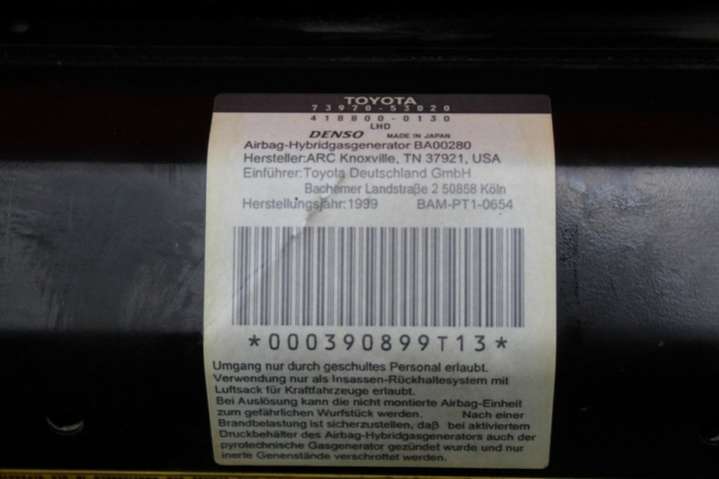 TOYOTA
73970-53020
418800-0130
LHD
DENSO MADE IN JAPAN
Airbag-Hybridgasgenerator BA00280
Hersteller:ARC Knoxville, TN 37921, USA
Einführer:Toyota Deutschland GmbH
Bachemer Landstraße 2 50858 Köln
Herstellungsjahr:1999 BAM-PT1-0654
*000390899T13*
Umgang nur durch geschultes Personal erlaubt.
Verwendung nur als Insassen-Rückhaltesystem mit
Luftsack für Kraftfahrzeuge erlaubt.
Bei Auslösung kann die nicht montierte Airbag-Einheit
zum gefährlichen Wurfstück werden. Nach einer
Brandbelastung ist sicherzustellen, daß bei aktiviertem
Druckbehälter des Airbag-Hybridgasgenerators auch der
pyrotechnische Gasgenerator gezündet wurde und nur
inerte Genenstände verschrottet werden.